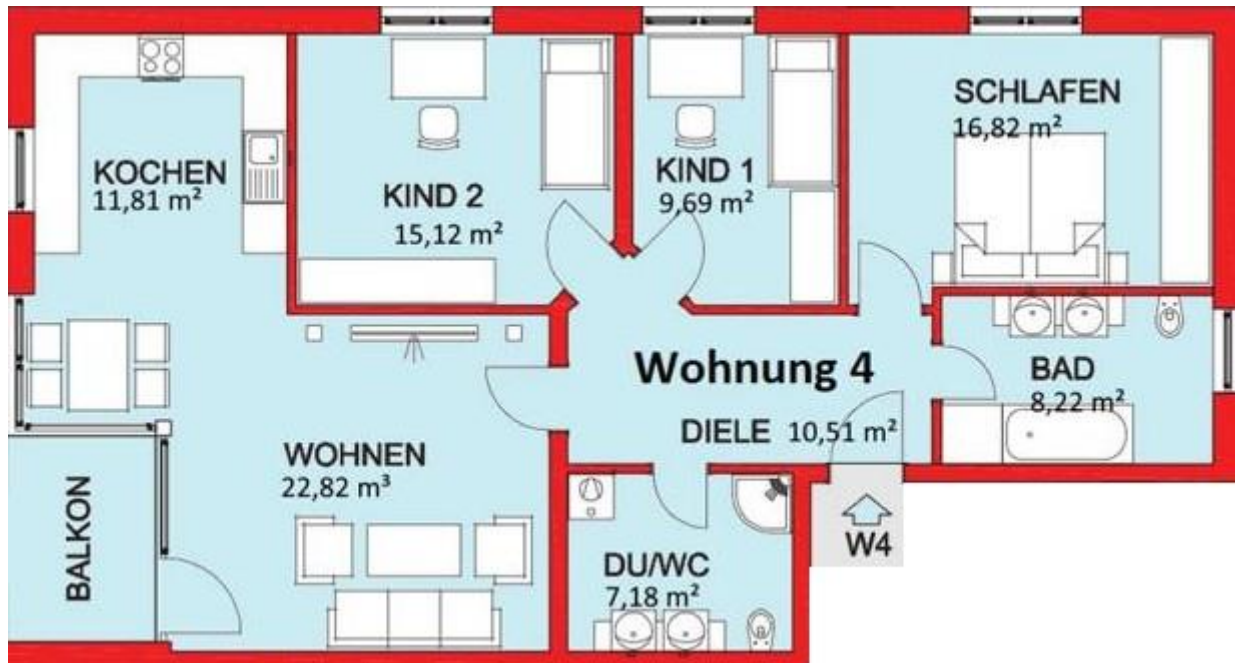 KOCHEN
11,81 m²
KIND 2
15,12 m²
KIND 1
9,69 m²
SCHLAFEN
16,82 m²
Wohnung 4
DIELE 10,51 m²
BAD
8,22 m²
WOHNEN
22,82 m³
BALKON
DU/WC
7,18 m²
W4